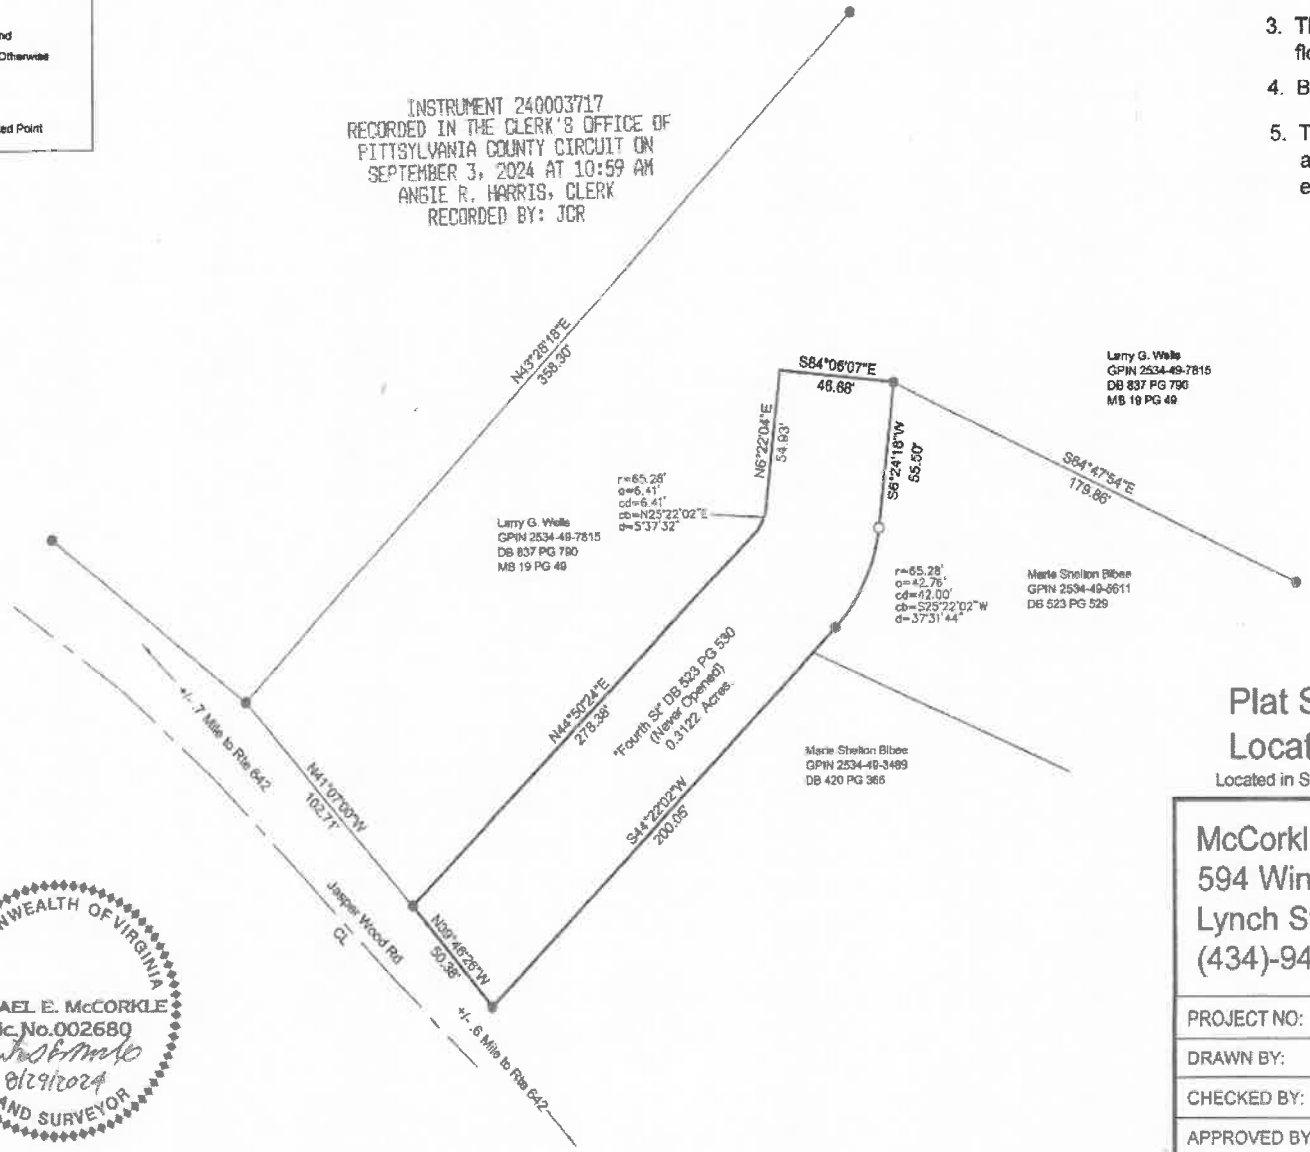 nd
Otherwise
ed Point
INSTRUMENT 240003717
RECORDED IN THE CLERK'S OFFICE OF
PITTSYLVANIA COUNTY CIRCUIT ON
SEPTEMBER 3, 2024 AT 10:59 AM
ANGIE R. HARRIS, CLERK
RECORDED BY: JCR
3. T
flo
4. B
5. T
a
e
N43°28'18"E
358.30'
S84°06'07"E
46.66'
Larry G. Wells
GPIN 2534-49-7815
DB 837 PG 790
MB 19 PG 49
N6°22'04"E
54.93'
S6°24'18"W
55.50'
S64°47'54"E
179.86'
r=65.28'
a=6.41'
cd=6.41'
cb=N25°22'02"E
d=5°37'32"
Larry G. Wells
GPIN 2534-49-7815
DB 837 PG 790
MB 19 PG 49
r=65.28'
a=42.76'
cd=42.00'
cb=S25°22'02"W
d=37°31'44"
Marie Shelton Bibee
GPIN 2534-49-5611
DB 523 PG 529
"Fourth St" DB 523 PG 530
(Never Opened)
0.3122 Acres.
N44°50'24"E
278.38'
S44°22'02"W
200.05'
Marie Shelton Bibee
GPIN 2534-49-3489
DB 420 PG 366
+/- .7 Mile to Rte 642
N41°07'00"W
102.71'
Jasper Wood Rd
CL
N39°46'26"W
50.38'
+/- .6 Mile to Rte 642
Plat S
Locat
Located in S
McCorkl
594 Win
Lynch S
(434)-94
PROJECT NO:
DRAWN BY:
CHECKED BY:
APPROVED BY
NWEALTH OF VIRGINIA
AEL E. McCORKLE
ic.No.002680
8/29/2024
AND SURVEYOR